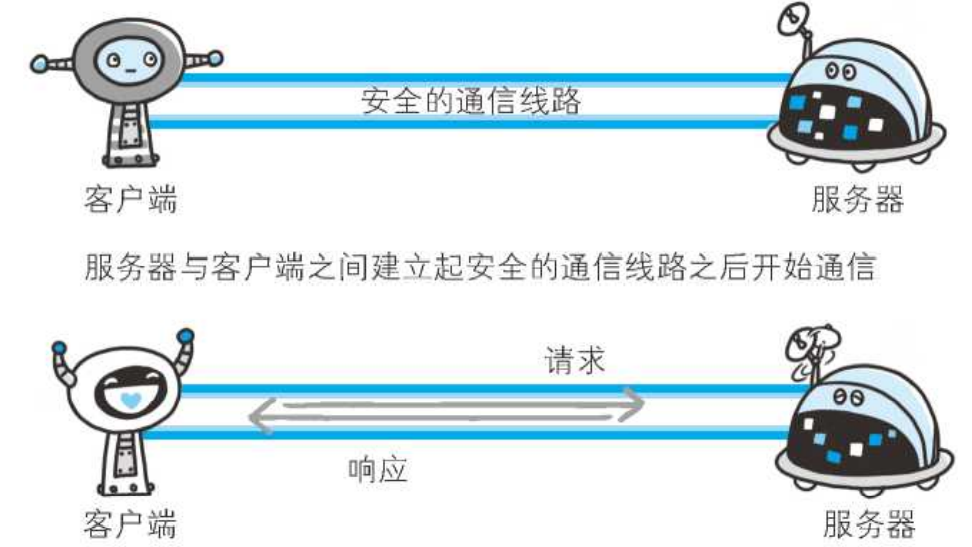 安全的通信线路
客户端
服务器
服务器与客户端之间建立起安全的通信线路之后开始通信
请求
响应
客户端
服务器